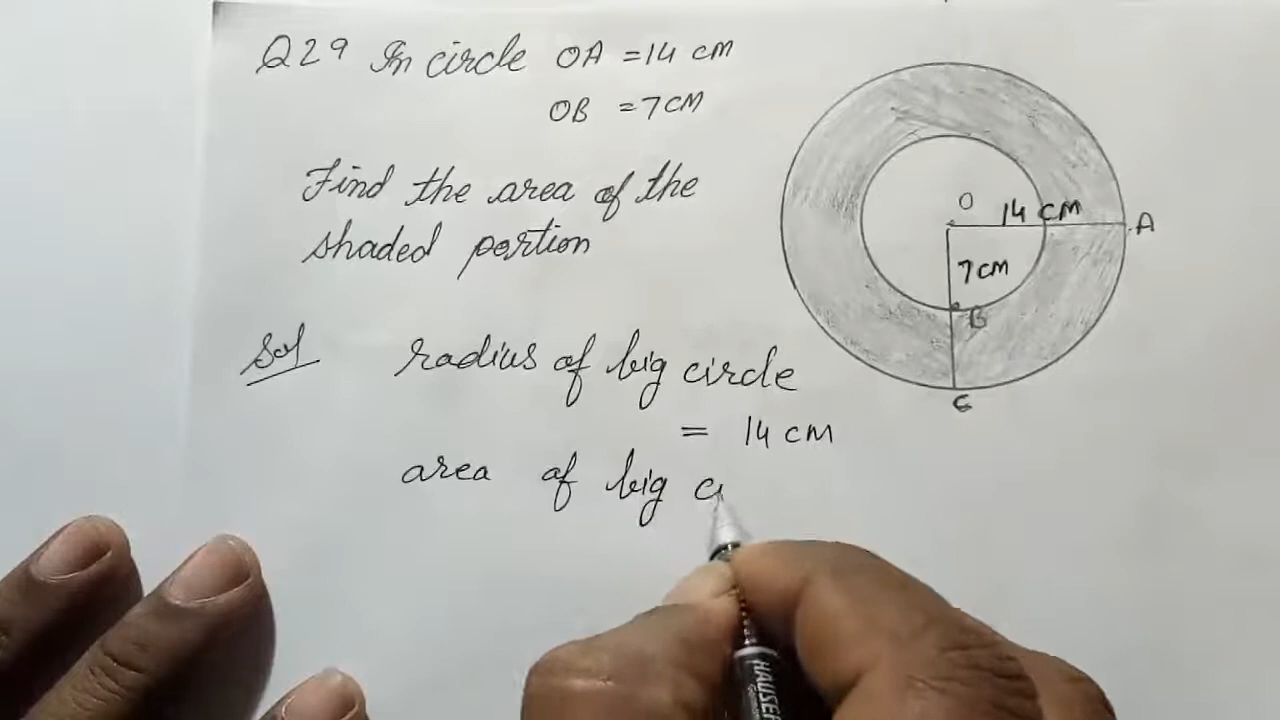 Q29 In circle OA = 14 cm
OB = 7CM
Find the area of the
shaded portion
O
14 CM
A
7CM
B
C
Sol
radius of big circle
= 14 cm
area of big c
HAUSER